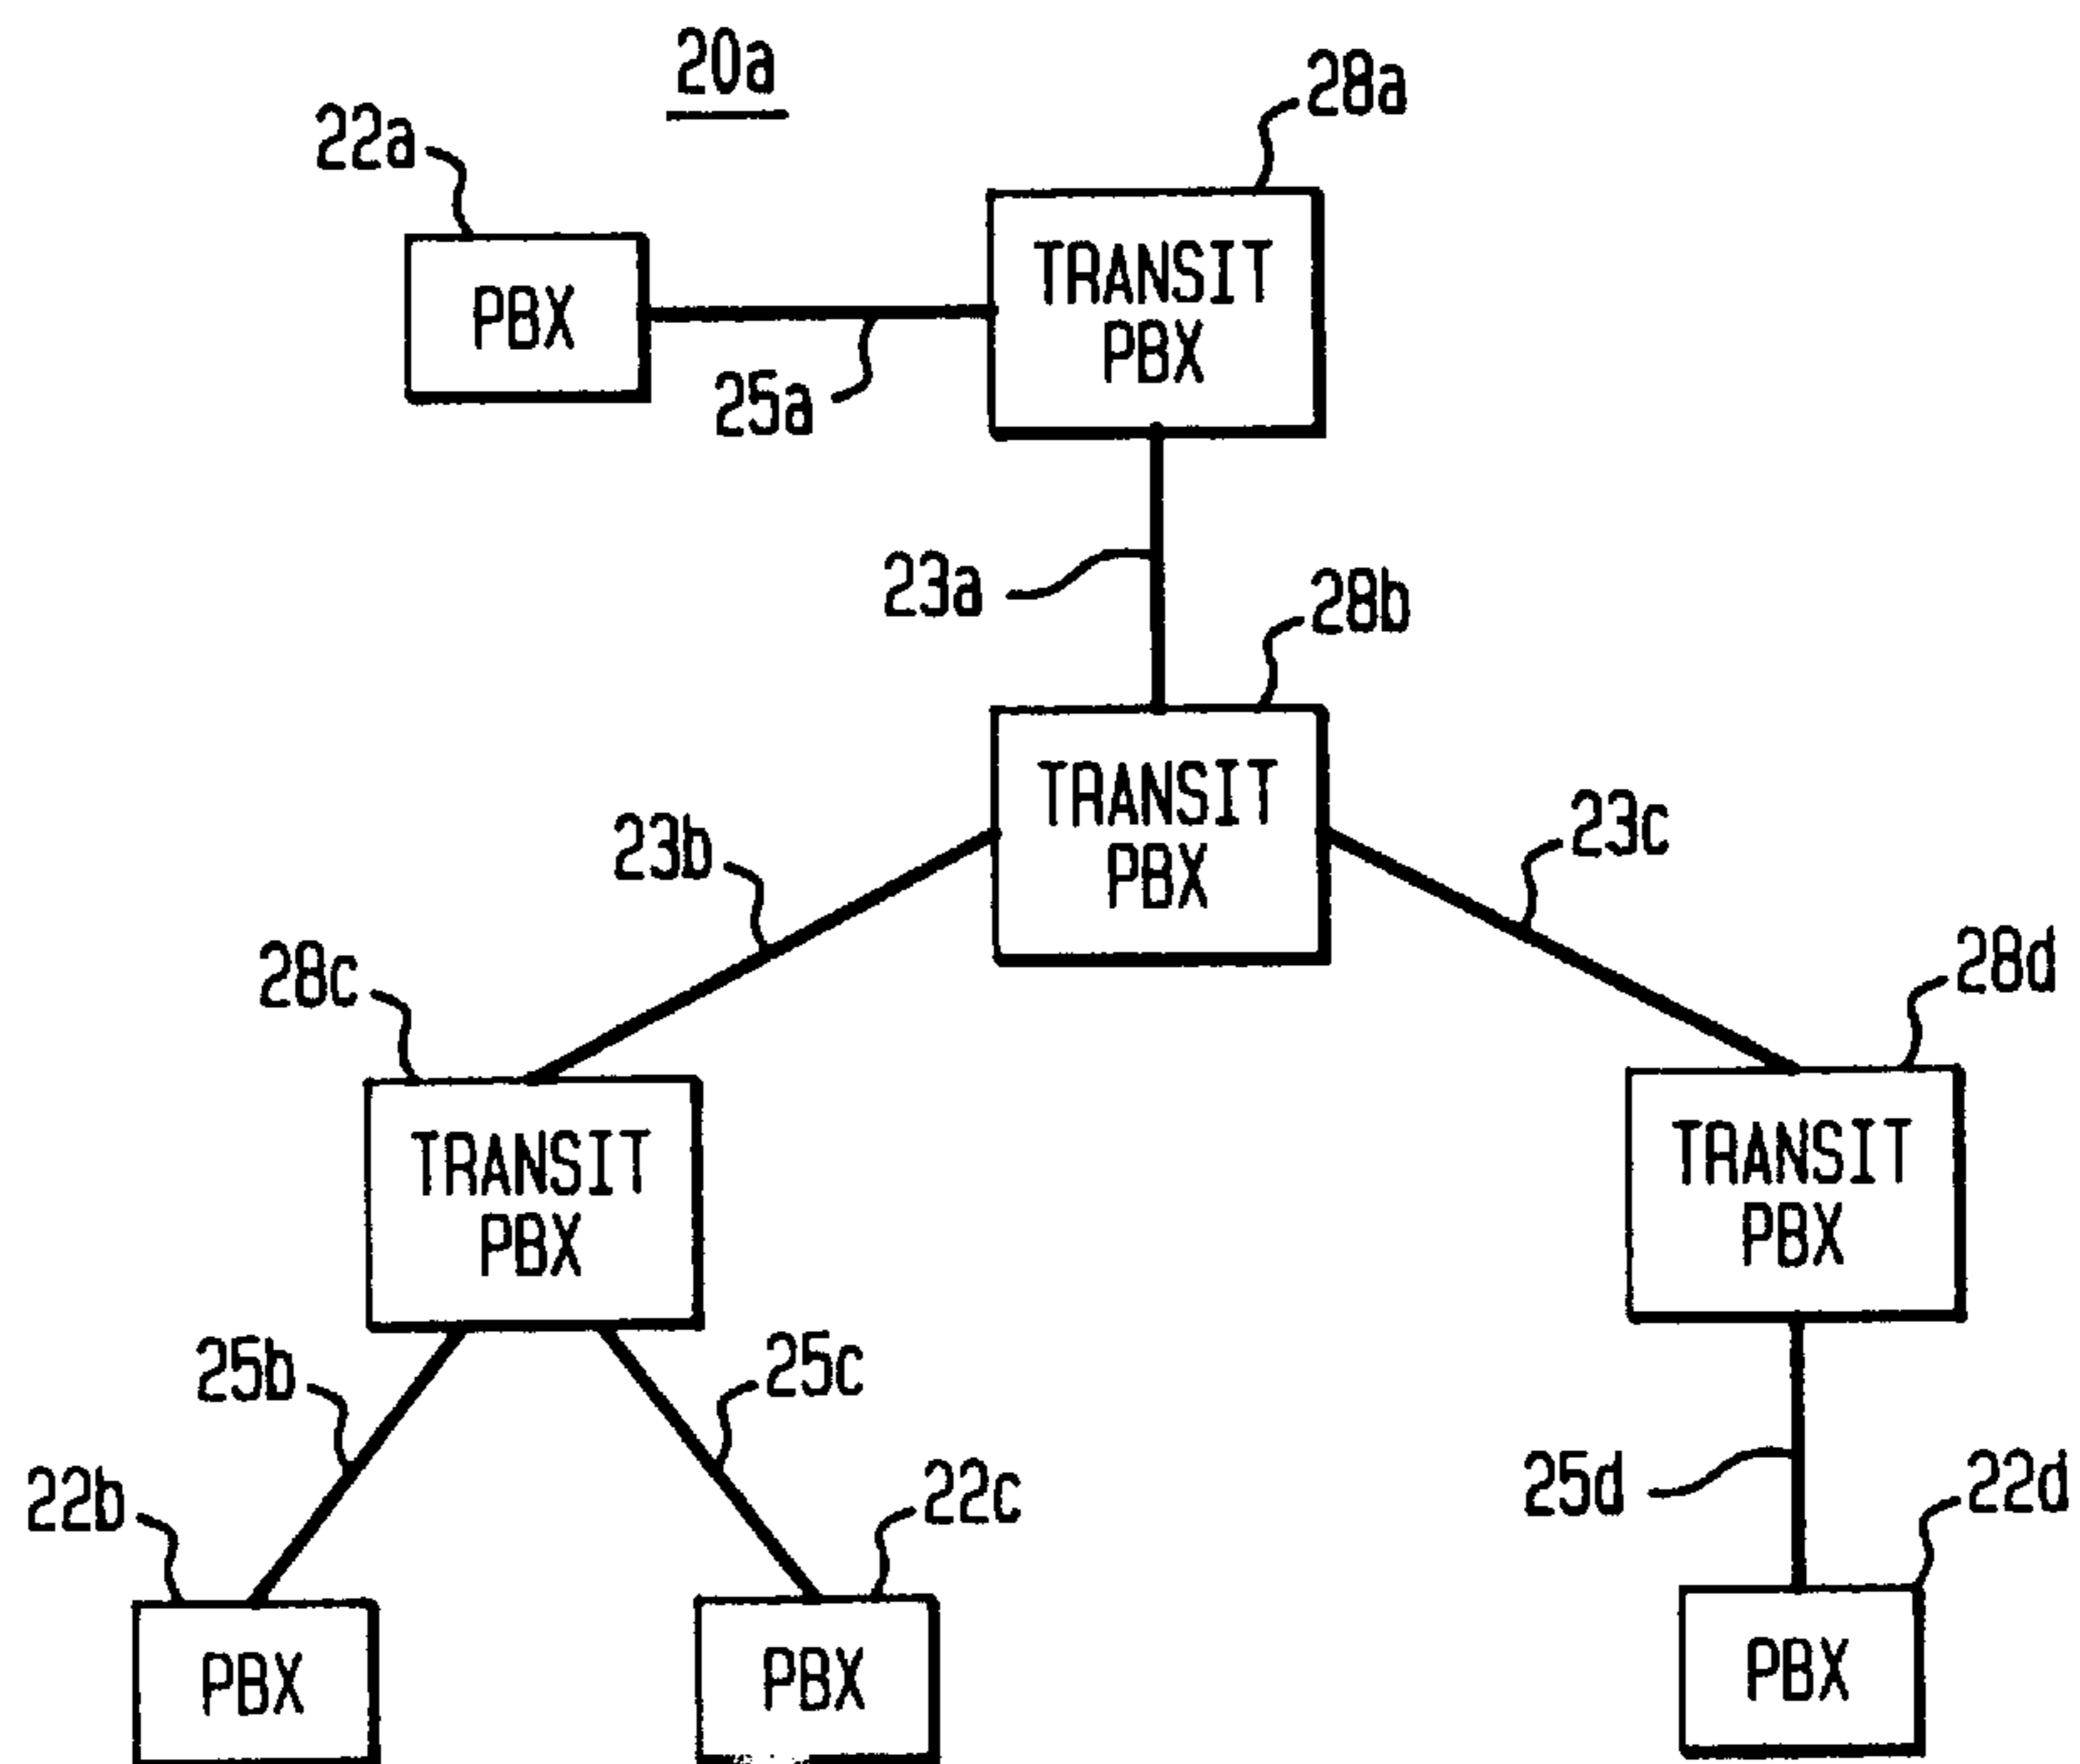 20a
28a
22a
TRANSIT
PBX
PBX
25a
23a
28b
TRANSIT
PBX
23b
23c
28c
28d
TRANSIT
PBX
TRANSIT
PBX
25b
25c
22b
22c
25d
22d
PBX
PBX
PBX